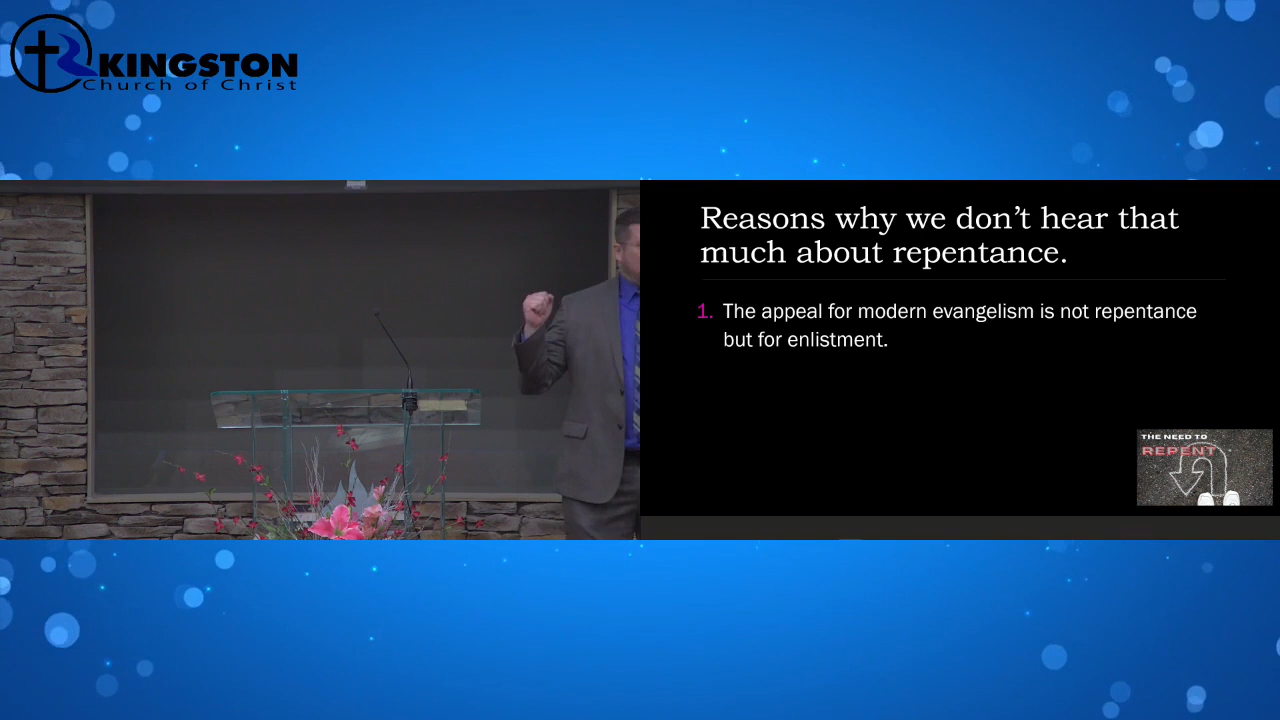 KINGSTON
Church of Christ
Reasons why we don't hear that
much about repentance.
1. The appeal for modern evangelism is not repentance
but for enlistment.
THE NEED TO
REPENT